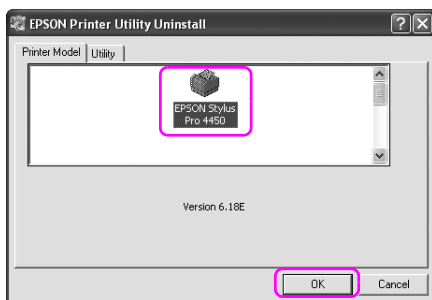 EPSON Printer Utility Uninstall
Printer Model
Utility
EPSON Stylus
Pro 4450
Version 6.18E
OK
Cancel